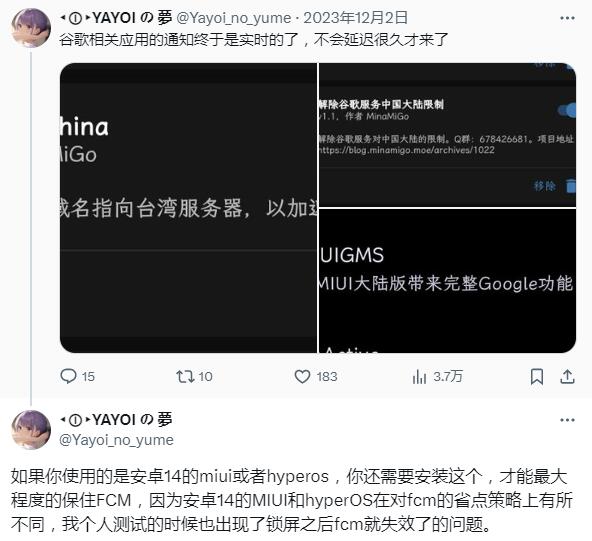 ◂①▸YAYOI の 夢 @Yayoi_no_yume · 2023年12月2日
谷歌相关应用的通知终于是实时的了，不会延迟很久才来了
hina
MiGo
域名指向台湾服务器，以加速
移除
解除谷歌服务中国大陆限制
v1.1，作者 MinaMiGo
解除谷歌服务对中国大陆的限制。Q群：678426681。项目地址
https://blog.minamigo.moe/archives/1022
移除
UIGMS
MIUI大陆版带来完整Google功能
Active
15
10
183
3.7万
◂①▸YAYOI の 夢
@Yayoi_no_yume
如果你使用的是安卓14的miui或者hyperos，你还需要安装这个，才能最大
程度的保住FCM，因为安卓14的MIUI和hyperOS在对fcm的省点策略上有所
不同，我个人测试的时候也出现了锁屏之后fcm就失效了的问题。